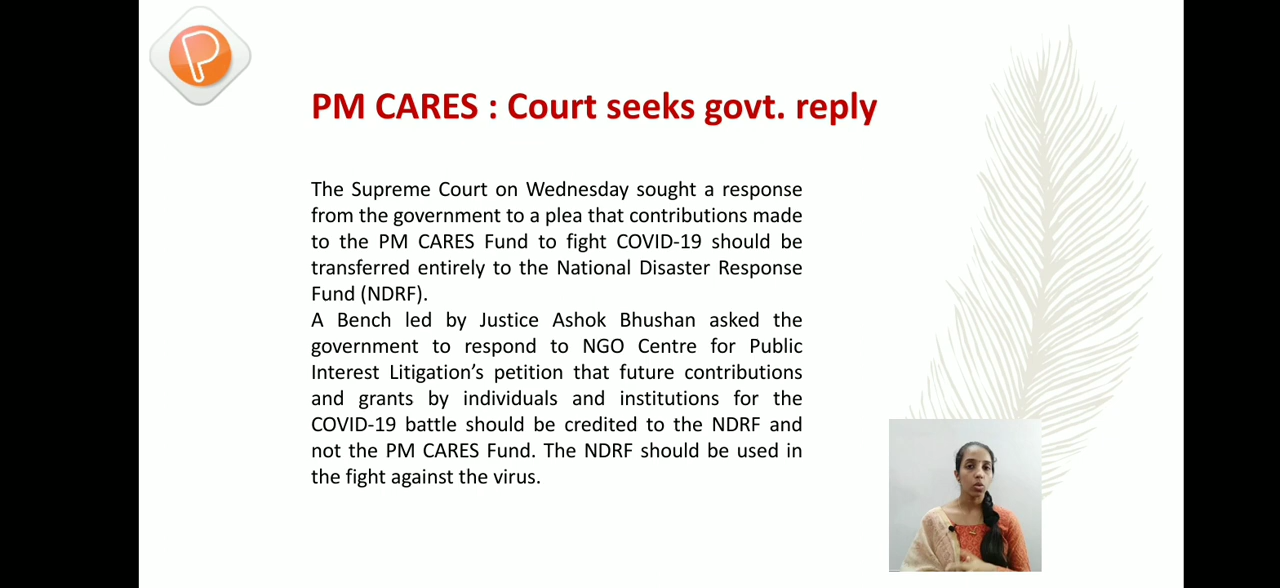 P
PM CARES : Court seeks govt. reply
The Supreme Court on Wednesday sought a response
from the government to a plea that contributions made
to the PM CARES Fund to fight COVID-19 should be
transferred entirely to the National Disaster Response
Fund (NDRF).
A Bench led by Justice Ashok Bhushan asked the
government to respond to NGO Centre for Public
Interest Litigation’s petition that future contributions
and grants by individuals and institutions for the
COVID-19 battle should be credited to the NDRF and
not the PM CARES Fund. The NDRF should be used in
the fight against the virus.